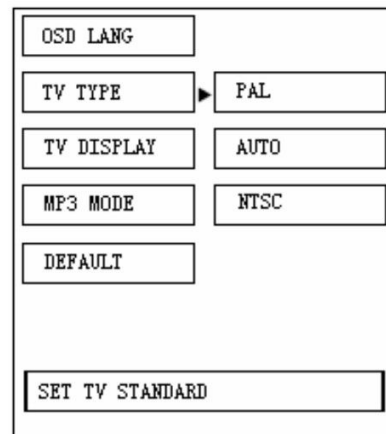 OSD LANG
TV TYPE ▶ PAL
TV DISPLAY AUTO
MP3 MODE NTSC
DEFAULT
SET TV STANDARD